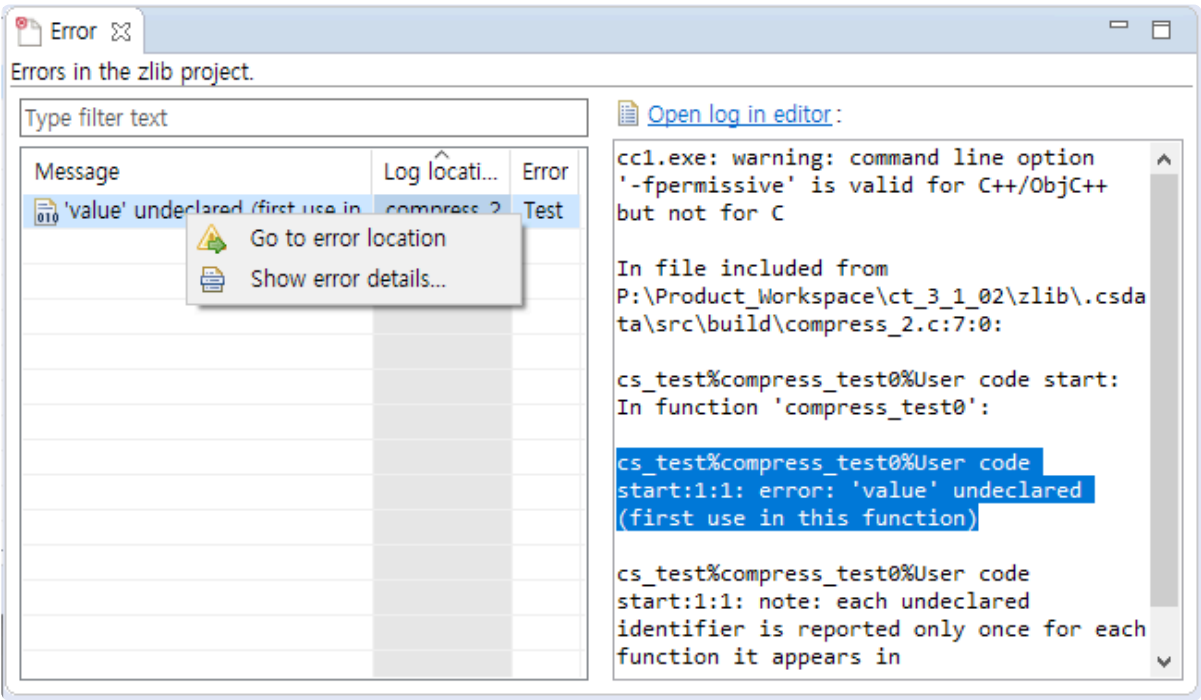 Error
Errors in the zlib project.
Type filter text
Message Log locati... Error
'value' undeclared (first use in compress_2 Test
Go to error location
Show error details...
Open log in editor:
cc1.exe: warning: command line option
'-fpermissive' is valid for C++/ObjC++
but not for C
In file included from
P:\Product_Workspace\ct_3_1_02\zlib\.csda
ta\src\build\compress_2.c:7:0:
cs_test%compress_test0%User code start:
In function 'compress_test0':
cs_test%compress_test0%User code
start:1:1: error: 'value' undeclared
(first use in this function)
cs_test%compress_test0%User code
start:1:1: note: each undeclared
identifier is reported only once for each
function it appears in